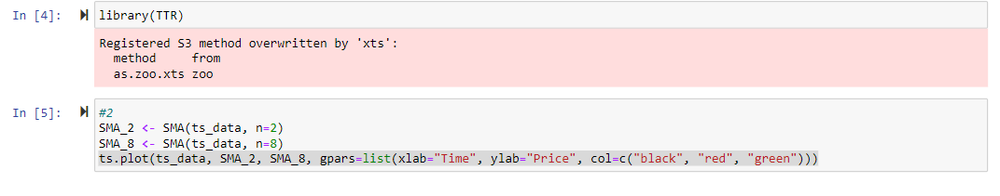 In [4]: library(TTR)
Registered S3 method overwritten by 'xts':
method from
as.zoo.xts zoo
In [5]: #2
SMA_2 <- SMA(ts_data, n=2)
SMA_8 <- SMA(ts_data, n=8)
ts.plot(ts_data, SMA_2, SMA_8, gpars=list(xlab="Time", ylab="Price", col=c("black", "red", "green")))